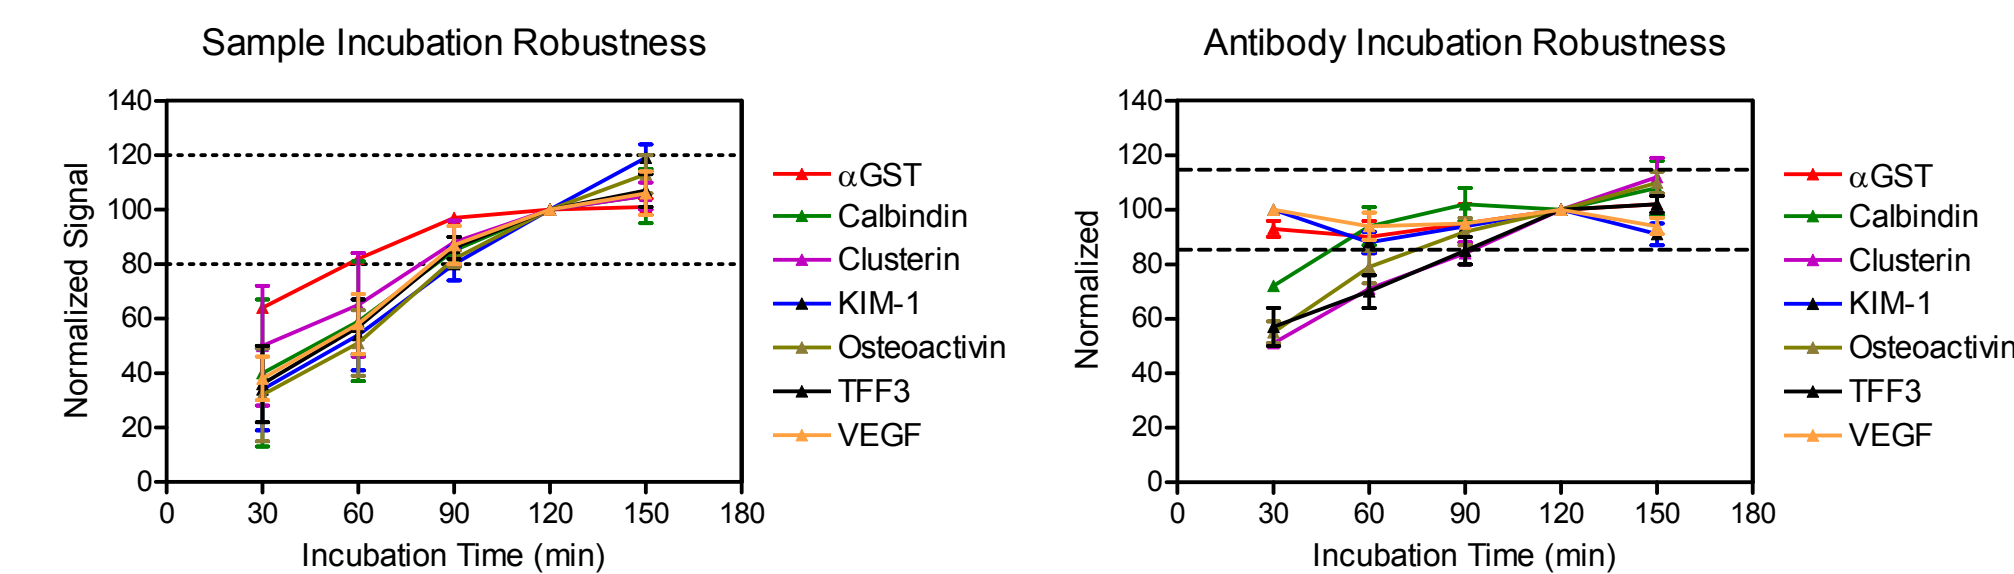 Sample Incubation Robustness
Normalized Signal
140
120
100
80
60
40
20
0
0 30 60 90 120 150 180
Incubation Time (min)
αGST
Calbindin
Clusterin
KIM-1
Osteoactivin
TFF3
VEGF
Antibody Incubation Robustness
Normalized
140
120
100
80
60
40
20
0
0 30 60 90 120 150 180
Incubation Time (min)
αGST
Calbindin
Clusterin
KIM-1
Osteoactivin
TFF3
VEGF